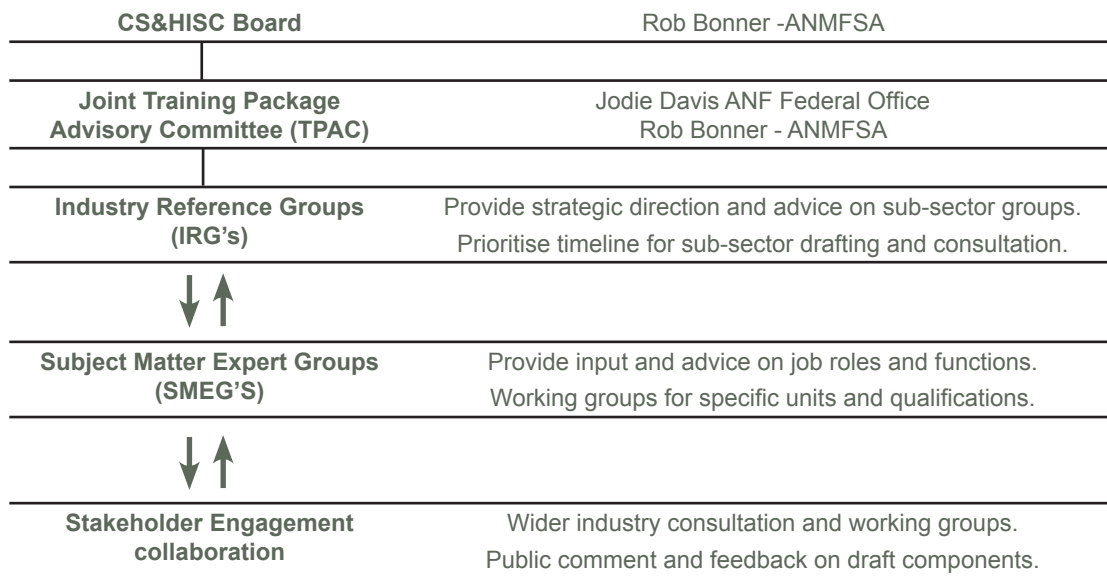 CS&HISC Board
Rob Bonner -ANMFSA
Joint Training Package
Advisory Committee (TPAC)
Jodie Davis ANF Federal Office
Rob Bonner - ANMFSA
Industry Reference Groups
(IRG's)
Provide strategic direction and advice on sub-sector groups.
Prioritise timeline for sub-sector drafting and consultation.
Subject Matter Expert Groups
(SMEG'S)
Provide input and advice on job roles and functions.
Working groups for specific units and qualifications.
Stakeholder Engagement
collaboration
Wider industry consultation and working groups.
Public comment and feedback on draft components.